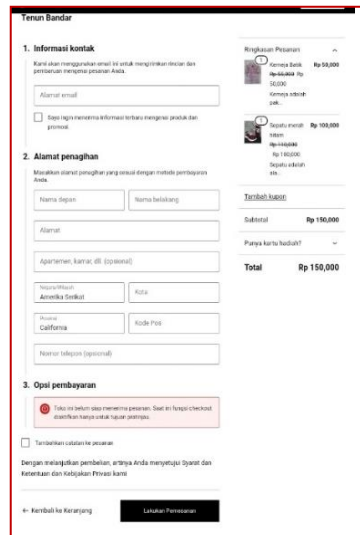 Tenun Bandar
1. Informasi kontak
Kami akan menggunakan email ini untuk mengirimkan rincian dan
pembaruan mengenai pesanan Anda.
Alamat email
Saya ingin menerima informasi terbaru mengenai produk dan
promosi.
2. Alamat penagihan
Masukkan alamat penagihan yang sesuai dengan metode pembayaran
Anda.
Nama depan
Nama belakang
Alamat
Apartemen, kamar, dll. (opsional)
Negara/Wilayah
Amerika Serikat
Kota
Provinsi
California
Kode Pos
Nomor telepon (opsional)
3. Opsi pembayaran
Toko ini belum siap menerima pesanan. Saat ini fungsi checkout
diaktifkan hanya untuk tujuan pratinjau.
Tambahkan catatan ke pesanan
Dengan melanjutkan pembelian, artinya Anda menyetujui Syarat dan
Ketentuan dan Kebijakan Privasi kami
← Kembali ke Keranjang
Lakukan Pemesanan
Ringkasan Pesanan
1
Kemeja Batik
Rp 50,000
Rp
50,000
Kemeja adalah
pak...
1
Sepatu merah
hitam
Rp 100,000
Rp 100,000
Sepatu adalah
Tambah kupon
Subtotal
Rp 150,000
Punya kartu hadiah?
Total
Rp 150,000